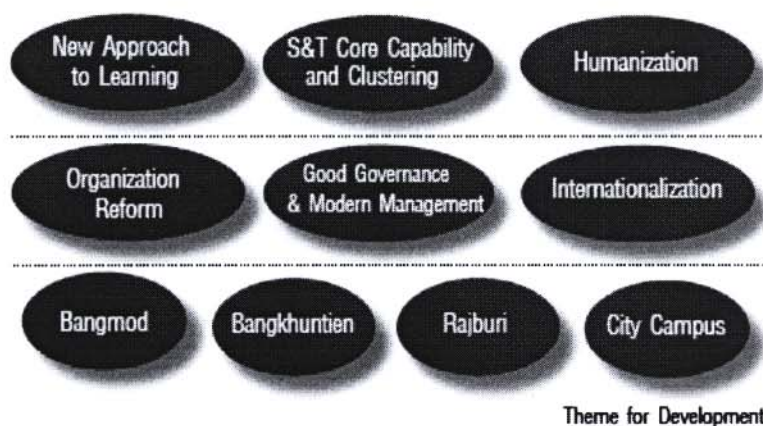 New Approach
to Learning
S&T Core Capability
and Clustering
Humanization
Organization
Reform
Good Governance
& Modern Management
Internationalization
Bangmod
Bangkhuntien
Rajburi
City Campus
Theme for Development